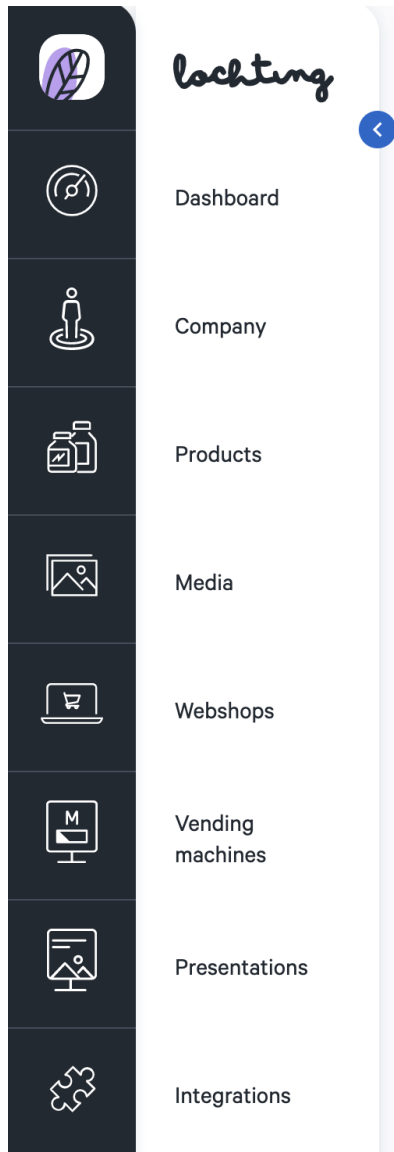 lochting
Dashboard
Company
Products
Media
Webshops
M
Vending
machines
Presentations
Integrations